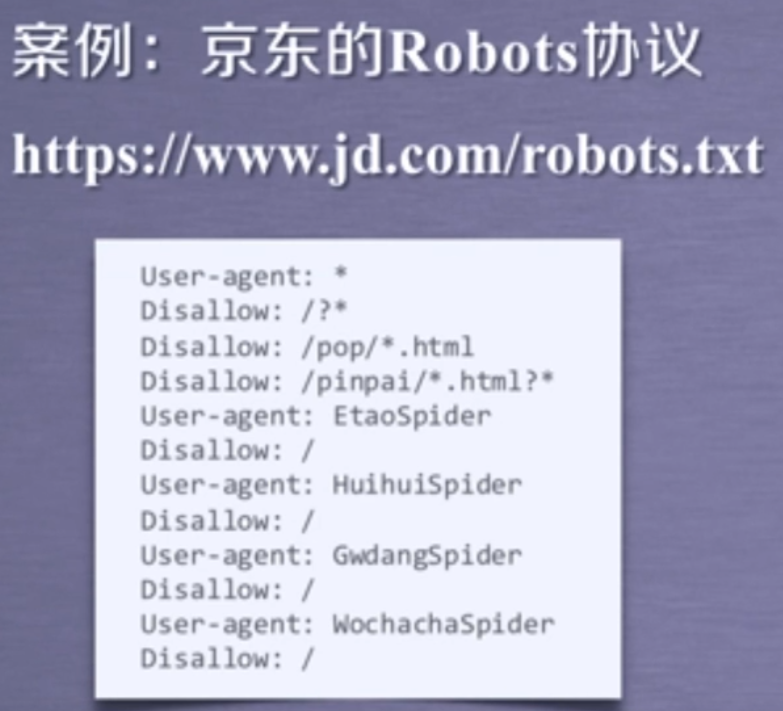 案例：京东的Robots协议
https://www.jd.com/robots.txt
User-agent: *
Disallow: /?*
Disallow: /pop/*.html
Disallow: /pinpai/*.html?*
User-agent: EtaoSpider
Disallow: /
User-agent: HuihuiSpider
Disallow: /
User-agent: GwdangSpider
Disallow: /
User-agent: WochachaSpider
Disallow: /